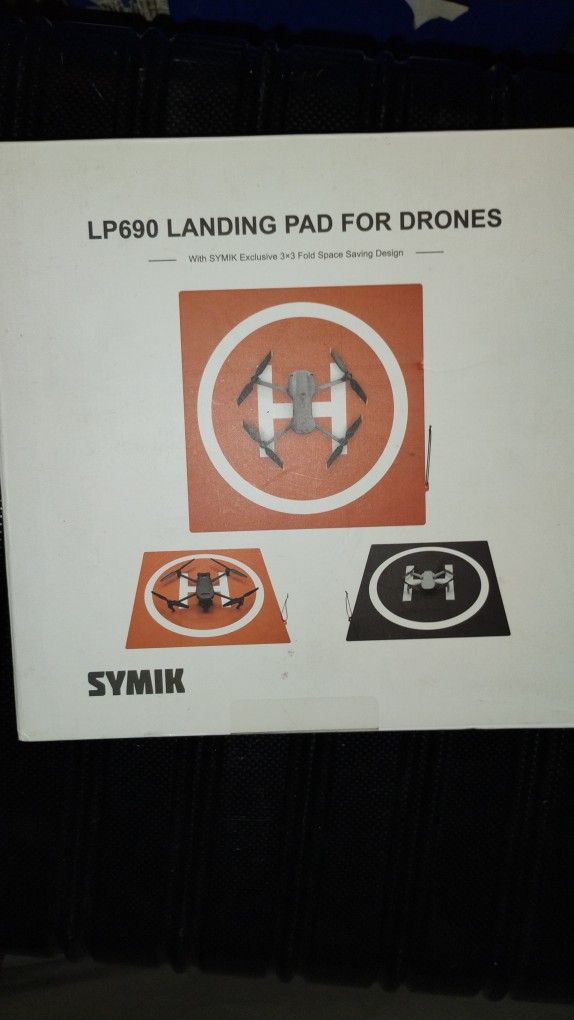 LP690 LANDING PAD FOR DRONES
With SYMIK Exclusive 3×3 Fold Space Saving Design
H
H
H
SYMIK